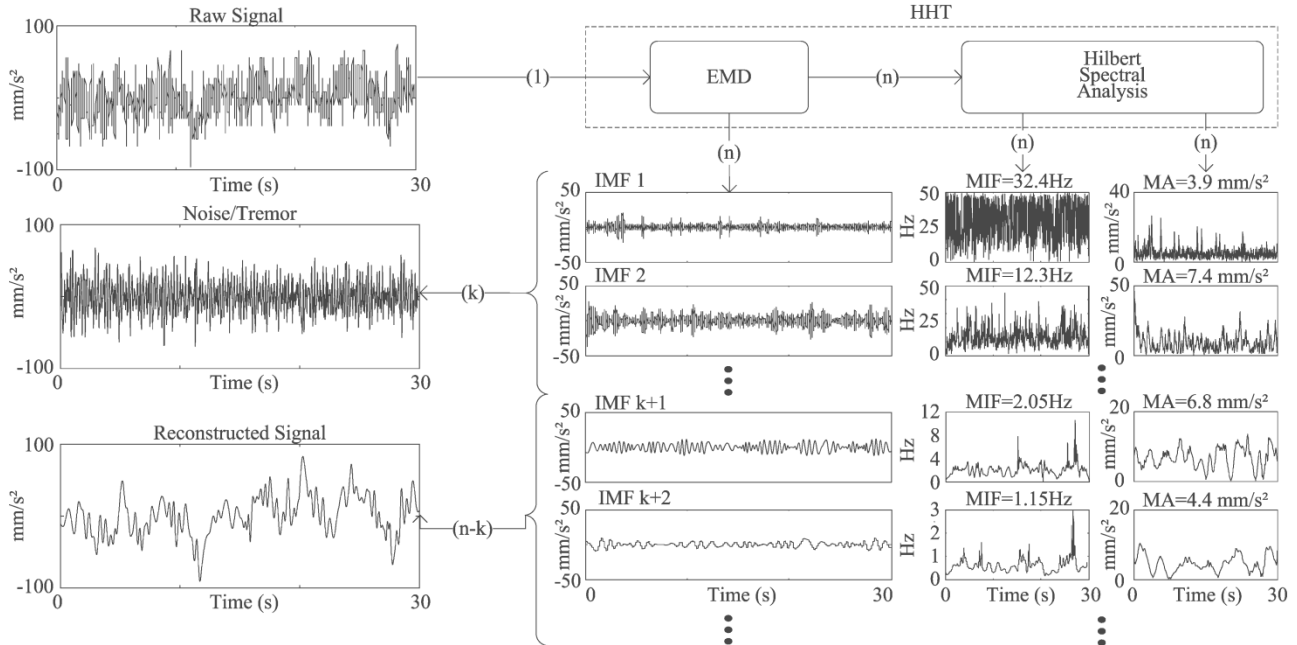 Raw Signal
100
mm/s²
-100
0
Time (s)
30
Noise/Tremor
100
mm/s²
-100
0
Time (s)
30
Reconstructed Signal
100
mm/s²
-100
0
Time (s)
30
HHT
(1)
EMD
(n)
Hilbert
Spectral
Analysis
(n)
(n)
(n)
(k)
(n-k)
IMF 1
50
mm/s²
-50
MIF=32.4Hz
50
25
0
Hz
MA=3.9 mm/s²
40
20
0
mm/s²
IMF 2
50
mm/s²
-50
MIF=12.3Hz
50
25
0
Hz
MA=7.4 mm/s²
50
0
mm/s²
IMF k+1
50
mm/s²
-50
MIF=2.05Hz
12
8
4
0
Hz
MA=6.8 mm/s²
20
10
0
mm/s²
IMF k+2
50
mm/s²
-50
0
Time (s)
30
MIF=1.15Hz
3
2
1
0
Hz
0
Time (s)
30
MA=4.4 mm/s²
20
10
0
mm/s²
0
Time (s)
30